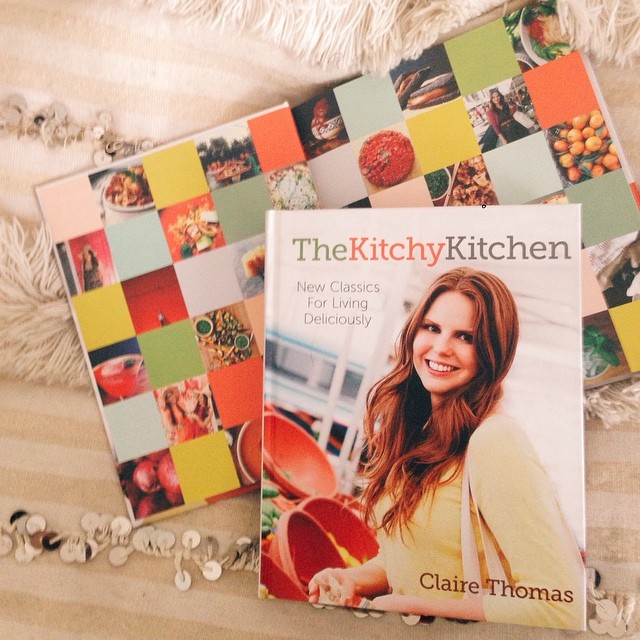 TheKitchyKitchen
New Classics
For Living
Deliciously
Claire Thomas